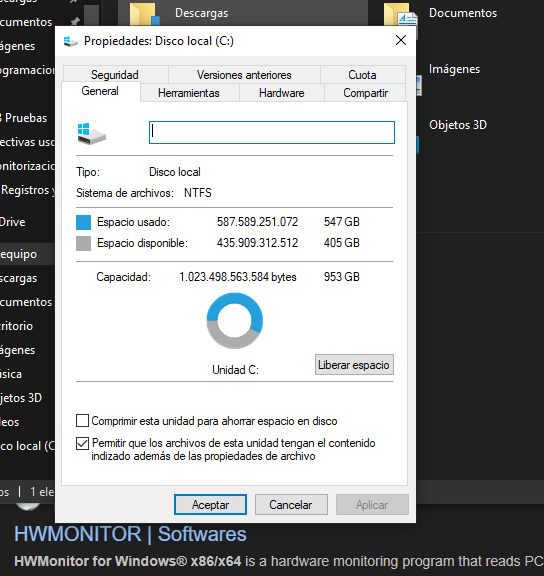 Descargas
Documentos
Imágenes
Objetos 3D
ágenes
ogramacion
3 Pruebas
ectivas uso
onitorizacio
Registros y
Drive
equipo
escargas
ocumentos
critorio
ágenes
úsica
ojetos 3D
deos
sco local (C
os
1 ele
Propiedades: Disco local (C:)
Seguridad
Versiones anteriores
Cuota
General
Herramientas
Hardware
Compartir
Tipo: Disco local
Sistema de archivos: NTFS
Espacio usado: 587.589.251.072 547 GB
Espacio disponible: 435.909.312.512 405 GB
Capacidad: 1.023.498.563.584 bytes 953 GB
Unidad C:
Liberar espacio
Comprimir esta unidad para ahorrar espacio en disco
Permitir que los archivos de esta unidad tengan el contenido
indizado además de las propiedades de archivo
Aceptar
Cancelar
Aplicar
HWMONITOR | Softwares
HWMonitor for Windows® x86/x64 is a hardware monitoring program that reads PC